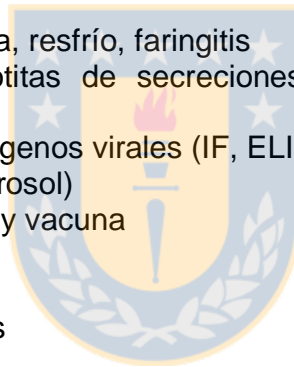 a, resfrío, faringitis
otitas de secreciones
genos virales (IF, ELI
rosol)
y vacuna
s